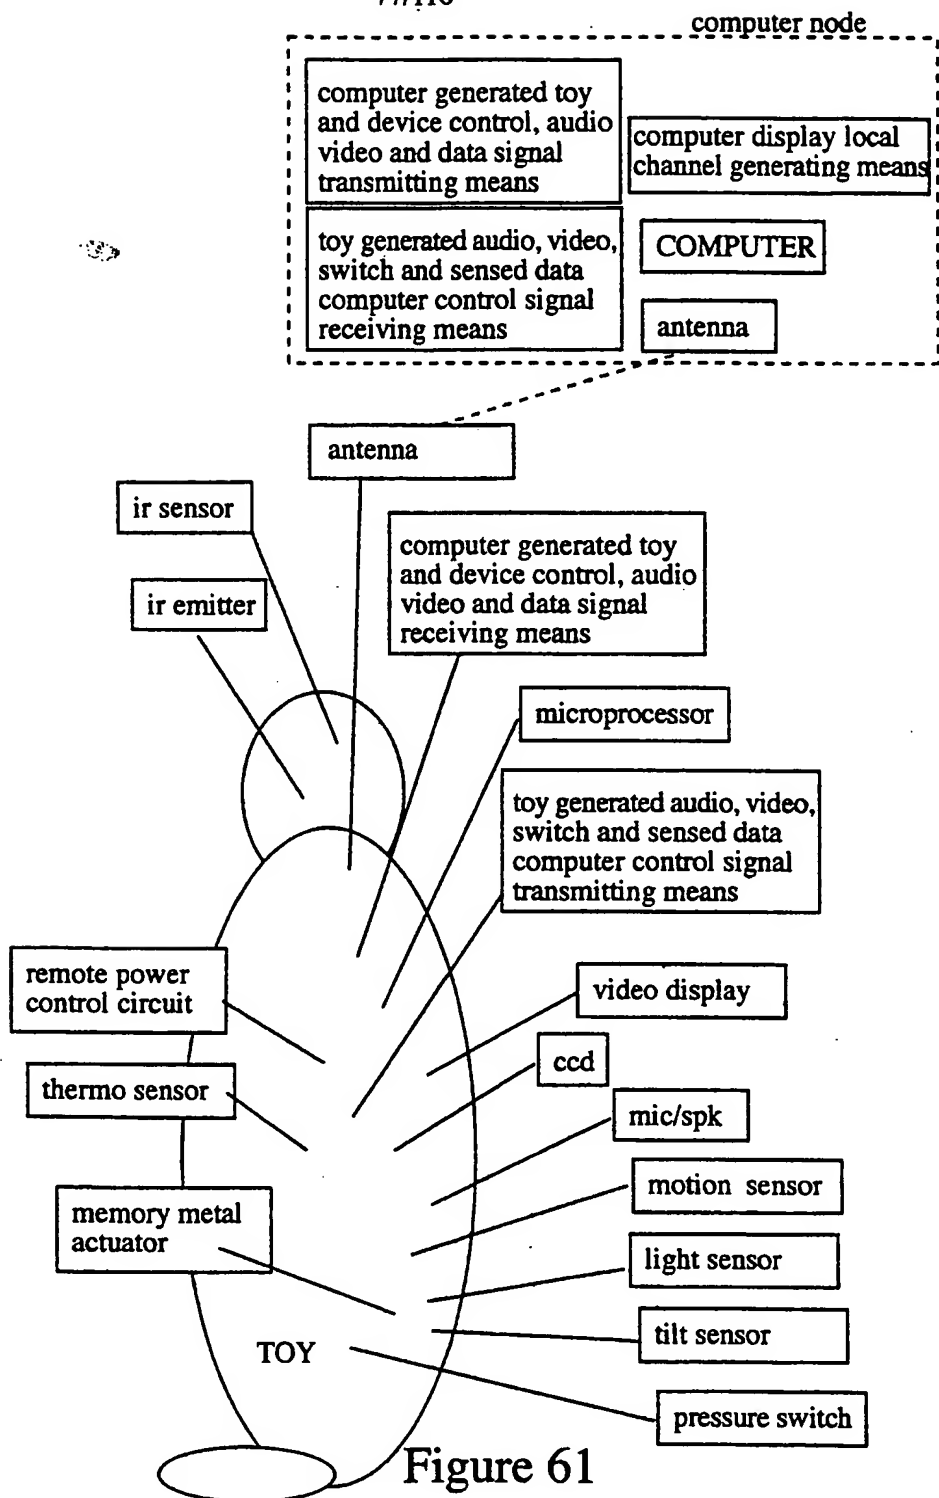 computer node
computer generated toy
and device control, audio
video and data signal
transmitting means
computer display local
channel generating means
toy generated audio, video,
switch and sensed data
computer control signal
receiving means
COMPUTER
antenna
antenna
ir sensor
computer generated toy
and device control, audio
video and data signal
receiving means
ir emitter
microprocessor
toy generated audio, video,
switch and sensed data
computer control signal
transmitting means
remote power
control circuit
video display
ccd
thermo sensor
mic/spk
motion sensor
memory metal
actuator
light sensor
tilt sensor
TOY
pressure switch
Figure 61